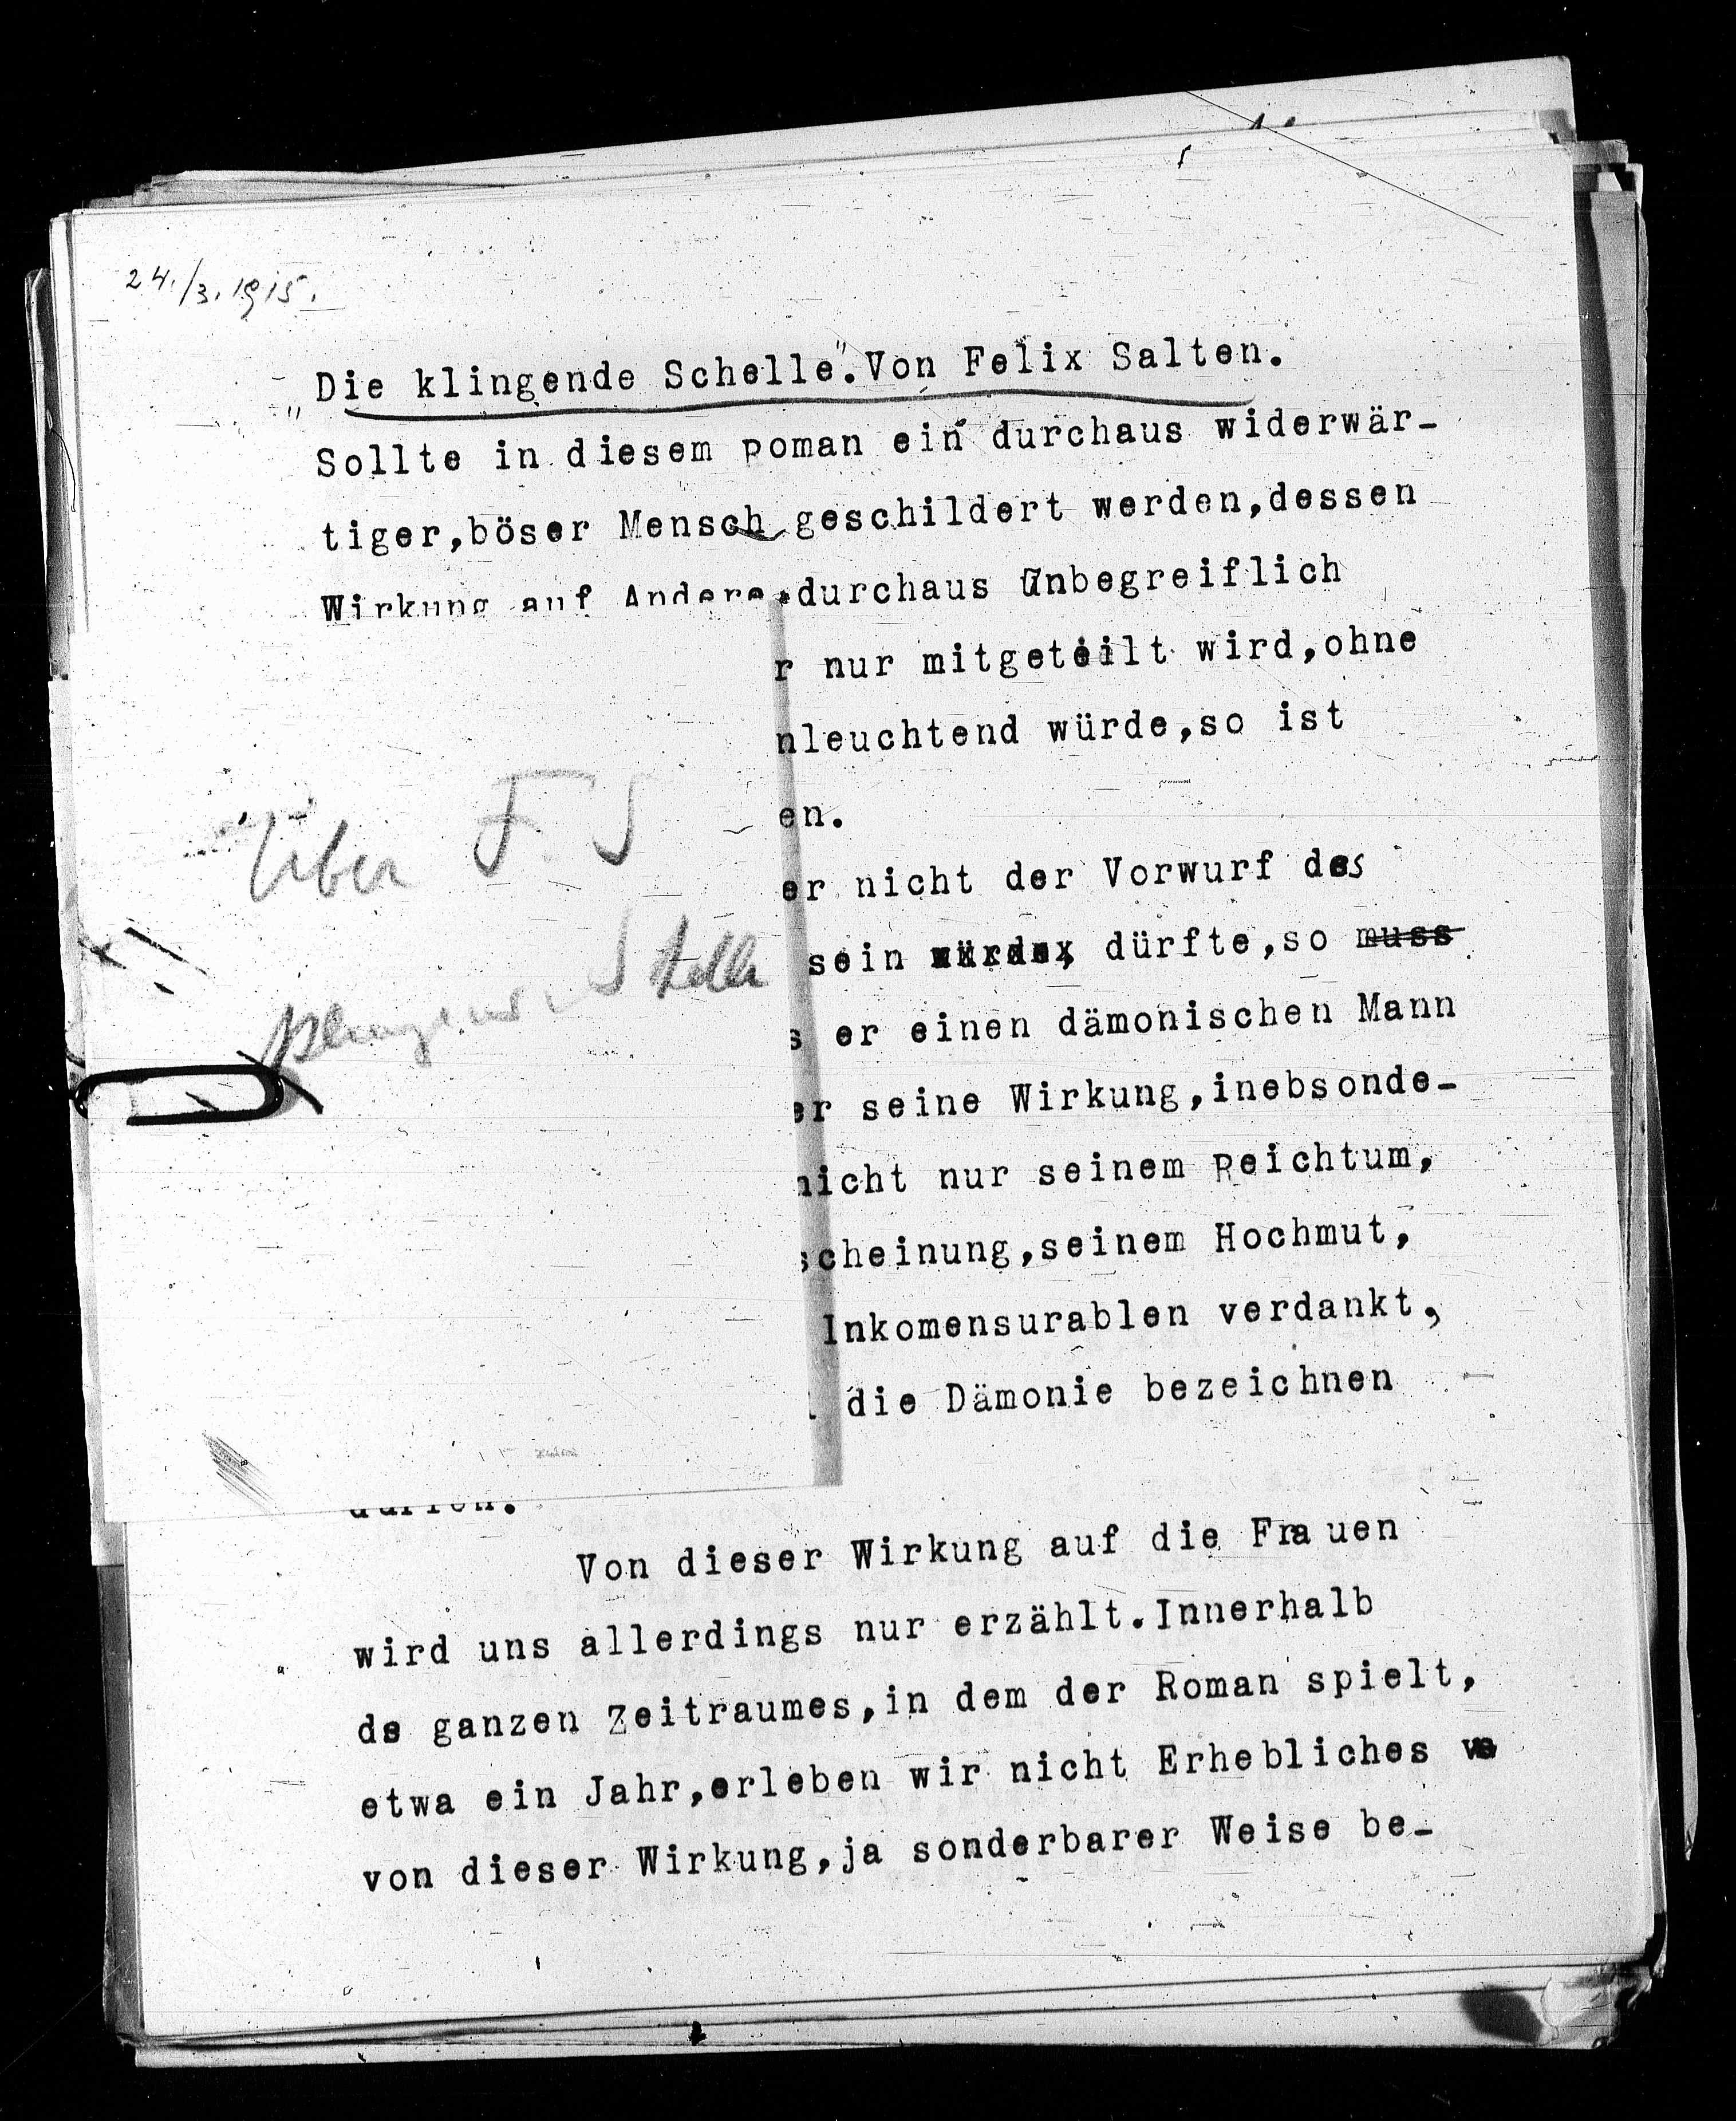 24./3.1915.
"Die klingende Schelle". Von Felix Salten.
Sollte in diesem Roman ein durchaus widerwär-
tiger,böser Mensch geschildert werden,dessen
Wirkung auf Andere durchaus unbegreiflich
r nur mitgeteilt wird,ohne
nleuchtend würde,so ist
en.
er nicht der Vorwurf des
sein würde, dürfte,so muss
s er einen dämonischen Mann
er seine Wirkung,inebsonde-
nicht nur seinem Reichtum,
scheinung,seinem Hochmut,
Inkomensurablen verdankt,
die Dämonie bezeichnen
dürfen.
Von dieser Wirkung auf die Frauen
wird uns allerdings nur erzählt.Innerhalb
de ganzen Zeitraumes,in dem der Roman spielt,
etwa ein Jahr,erleben wir nicht Erhebliches
von dieser Wirkung,ja sonderbarer Weise be-
Über F. S